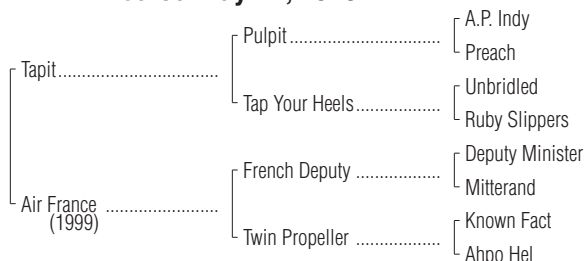 A.P. Indy
Pulpit
Preach
Tapit
Unbridled
Tap Your Heels
Ruby Slippers
Deputy Minister
French Deputy
Mitterand
Air France
(1999)
Known Fact
Twin Propeller
Ahpo Hel